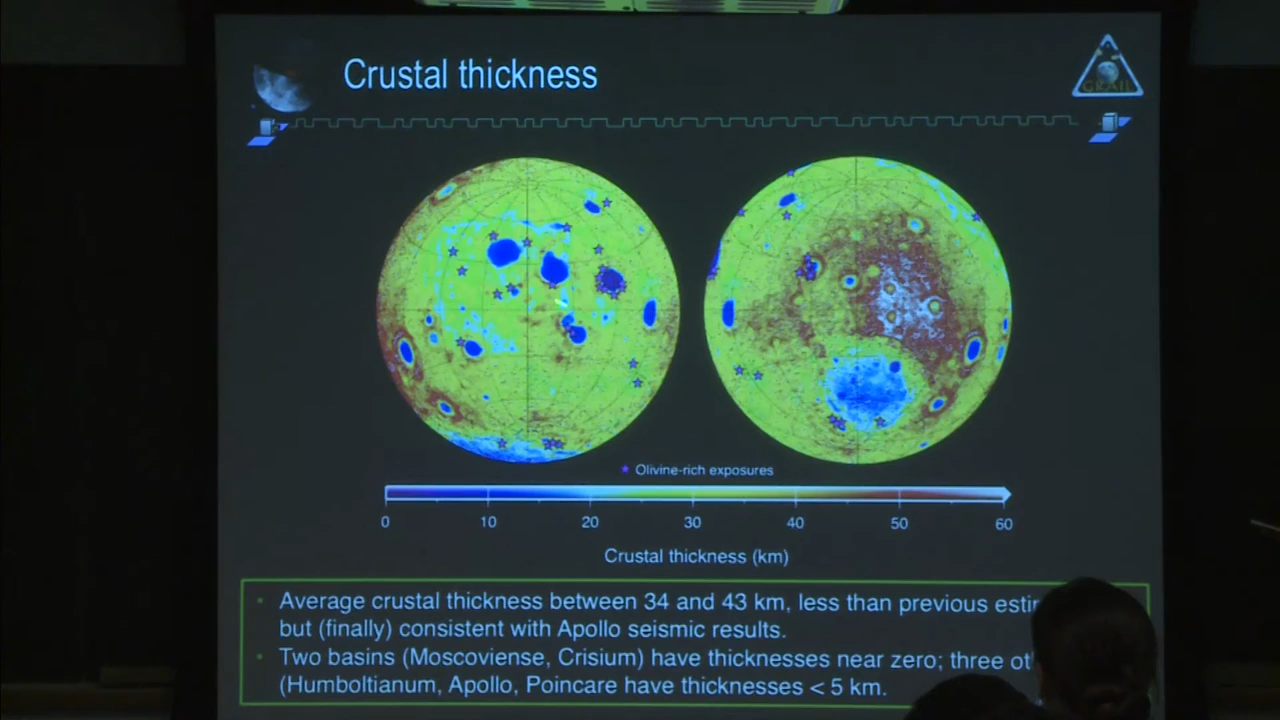 Crustal thickness
GRAIL
Olivine-rich exposures
0 10 20 30 40 50 60
Crustal thickness (km)
• Average crustal thickness between 34 and 43 km, less than previous
but (finally) consistent with Apollo seismic results.
• Two basins (Moscoviense, Crisium) have thicknesses near zero; three
(Humboltianum, Apollo, Poincare have thicknesses < 5 km.